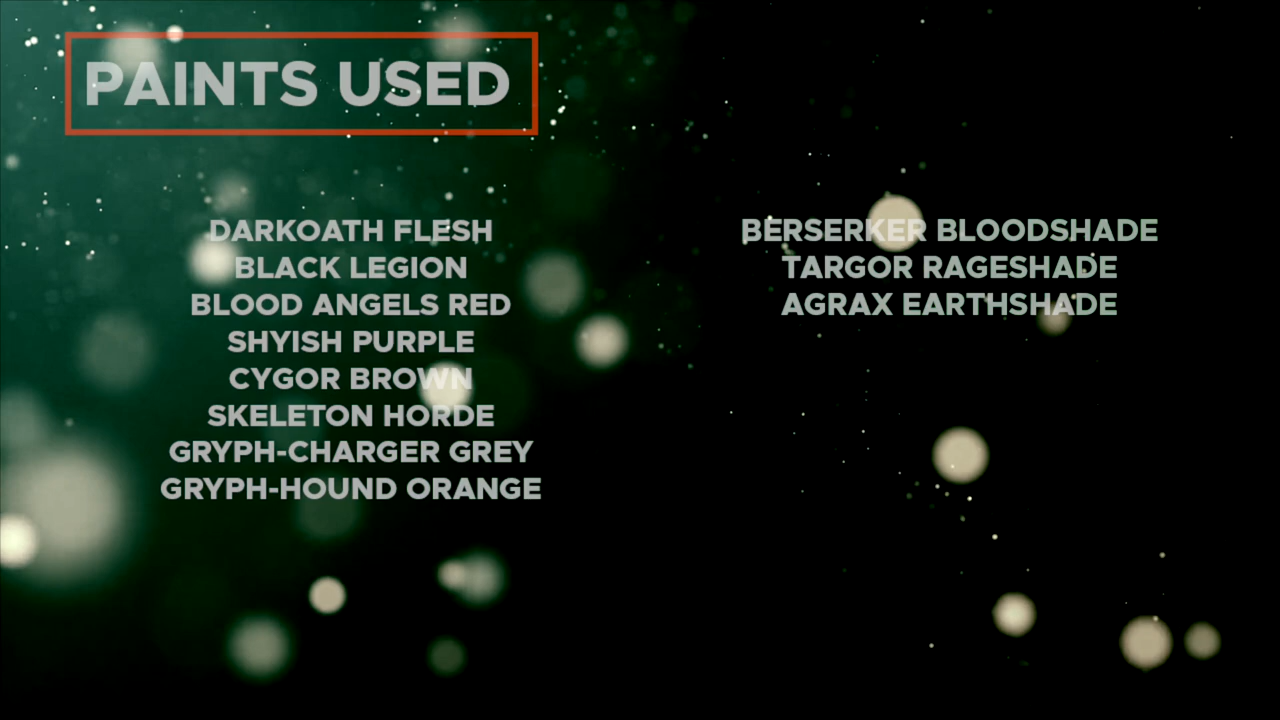 PAINTS USED
DARKOATH FLESH
BLACK LEGION
BLOOD ANGELS RED
SHYISH PURPLE
CYGOR BROWN
SKELETON HORDE
GRYPH-CHARGER GREY
GRYPH-HOUND ORANGE
BERSERKER BLOODSHADE
TARGOR RAGESHADE
AGRAX EARTHSHADE